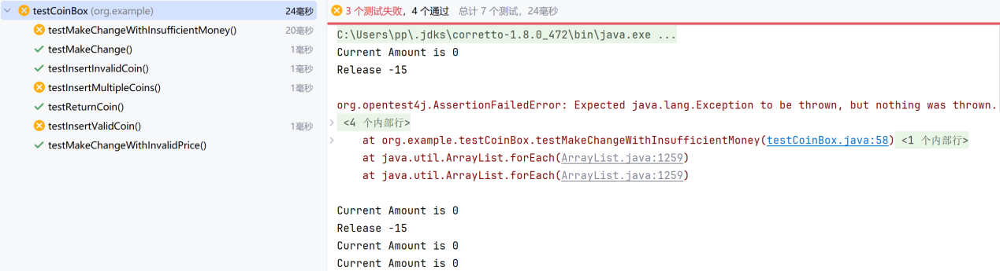 testCoinBox (org.example) 24毫秒
testMakeChangeWithInsufficientMoney() 20毫秒
testMakeChange() 1毫秒
testInsertInvalidCoin() 1毫秒
testInsertMultipleCoins() 1毫秒
testReturnCoin()
testInsertValidCoin() 1毫秒
testMakeChangeWithInvalidPrice()
3 个测试失败，4 个通过 总计 7 个测试，24毫秒
C:\Users\pp\.jdks\corretto-1.8.0_472\bin\java.exe ...
Current Amount is 0
Release -15
org.opentest4j.AssertionFailedError: Expected java.lang.Exception to be thrown, but nothing was thrown.
<4 个内部行>
at org.example.testCoinBox.testMakeChangeWithInsufficientMoney(testCoinBox.java:58) <1 个内部行>
at java.util.ArrayList.forEach(ArrayList.java:1259)
at java.util.ArrayList.forEach(ArrayList.java:1259)
Current Amount is 0
Release -15
Current Amount is 0
Current Amount is 0